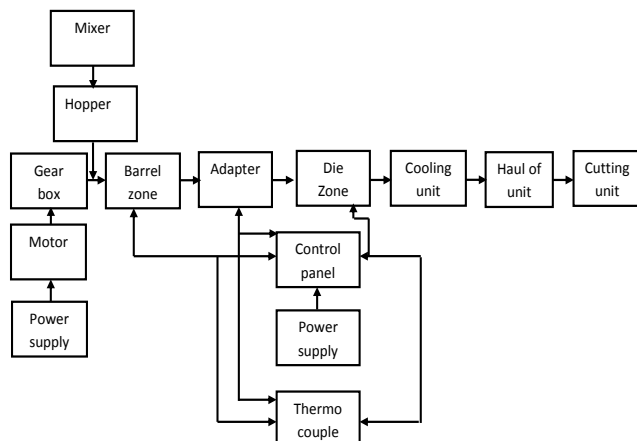 Mixer
Hopper
Gear
box
Barrel
zone
Adapter
Die
Zone
Cooling
unit
Haul of
unit
Cutting
unit
Motor
Control
panel
Power
supply
Power
supply
Thermo
couple